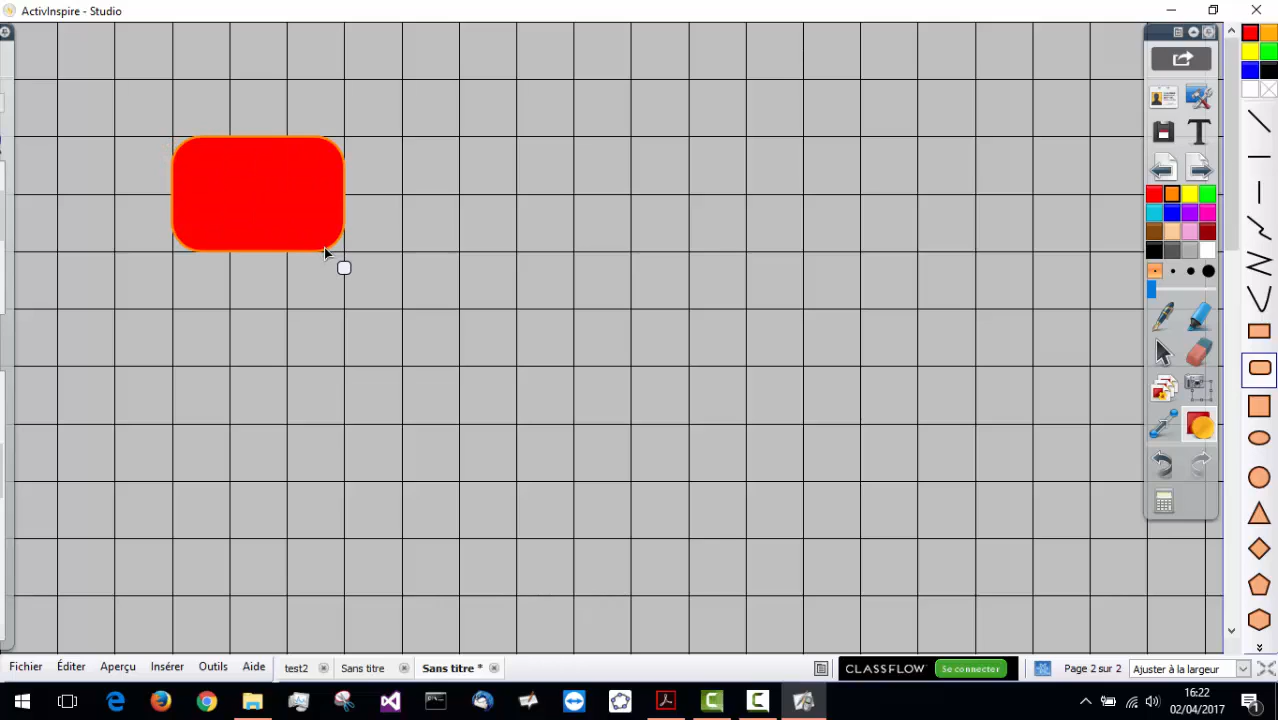 ActivInspire - Studio
T
Fichier Éditer Aperçu Insérer Outils Aide test2 Sans titre Sans titre * CLASSFLOW Se connecter Page 2 sur 2 Ajuster à la largeur
16:22
02/04/2017